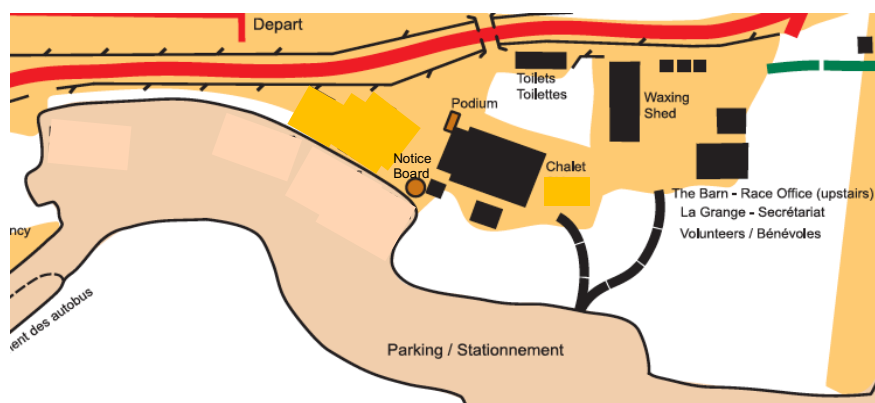 Depart
Toilets
Toilettes
Podium
Waxing
Shed
Notice
Board
Chalet
The Barn - Race Office (upstairs)
La Grange - Secrétariat
Volunteers / Bénévoles
ncy
ent des autobus
Parking / Stationnement